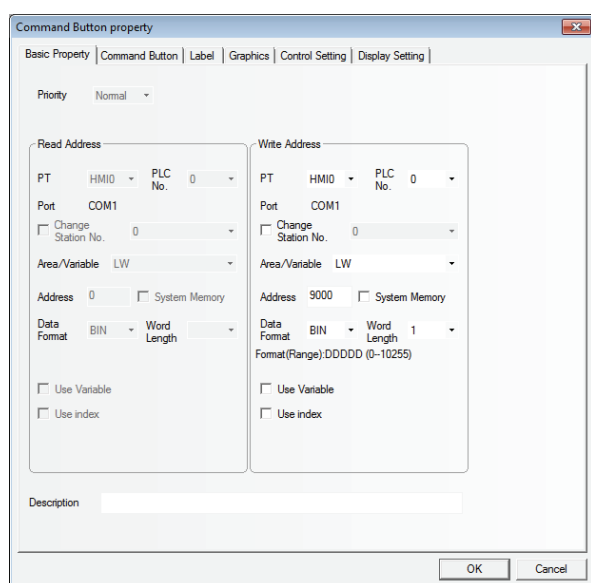 Command Button property
Basic Property Command Button Label Graphics Control Setting Display Setting
Priority Normal
Read Address
PT HMI0 PLC No. 0
Port COM1
Change Station No. 0
Area/Variable LW
Address 0 System Memory
Data Format BIN Word Length
Use Variable
Use index
Write Address
PT HMI0 PLC No. 0
Port COM1
Change Station No. 0
Area/Variable LW
Address 9000 System Memory
Data Format BIN Word Length 1
Format(Range):DDDDD (0--10255)
Use Variable
Use index
Description
OK Cancel